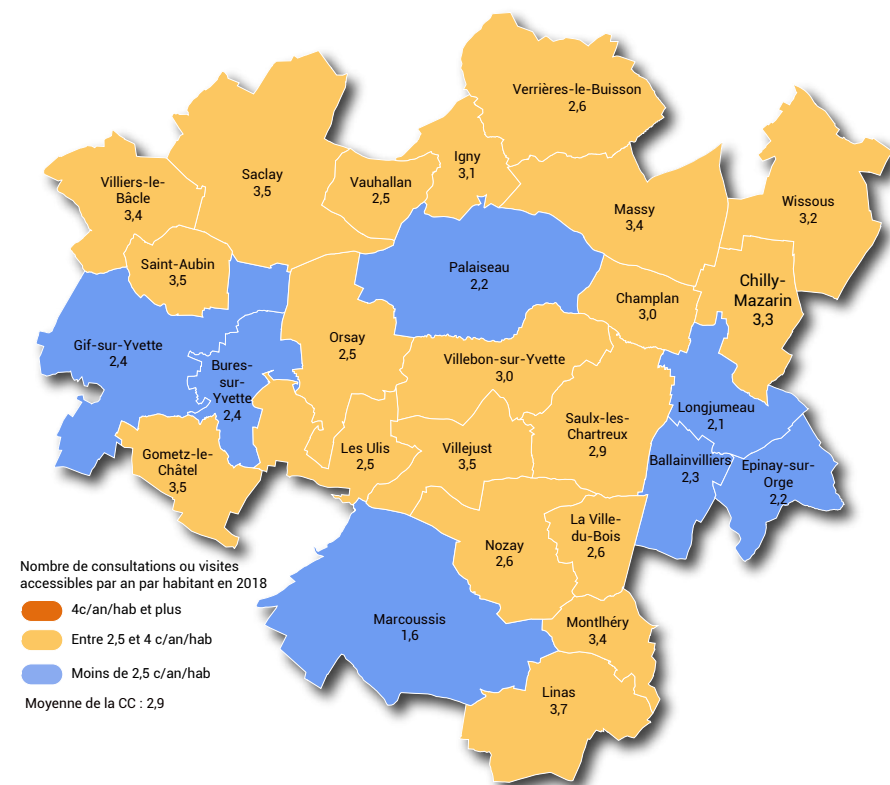 Verrières-le-Buisson
2,6
Igny
3,1
Saclay
3,5
Vauhallan
2,5
Villiers-le-
Bâcle
3,4
Massy
3,4
Wissous
3,2
Saint-Aubin
3,5
Palaiseau
2,2
Chilly-
Mazarin
3,3
Champlan
3,0
Gif-sur-Yvette
2,4
Orsay
2,5
Bures-
sur-
Yvette
2,4
Villebon-sur-Yvette
3,0
Longjumeau
2,1
Saulx-les-
Chartreux
2,9
Gometz-le-
Châtel
3,5
Les Ulis
2,5
Villejust
3,5
Ballainvilliers
2,3
Epinay-sur-
Orge
2,2
La Ville-
du-Bois
2,6
Nozay
2,6
Marcoussis
1,6
Montlhéry
3,4
Linas
3,7
Nombre de consultations ou visites
accessibles par an par habitant en 2018
4c/an/hab et plus
Entre 2,5 et 4 c/an/hab
Moins de 2,5 c/an/hab
Moyenne de la CC : 2,9